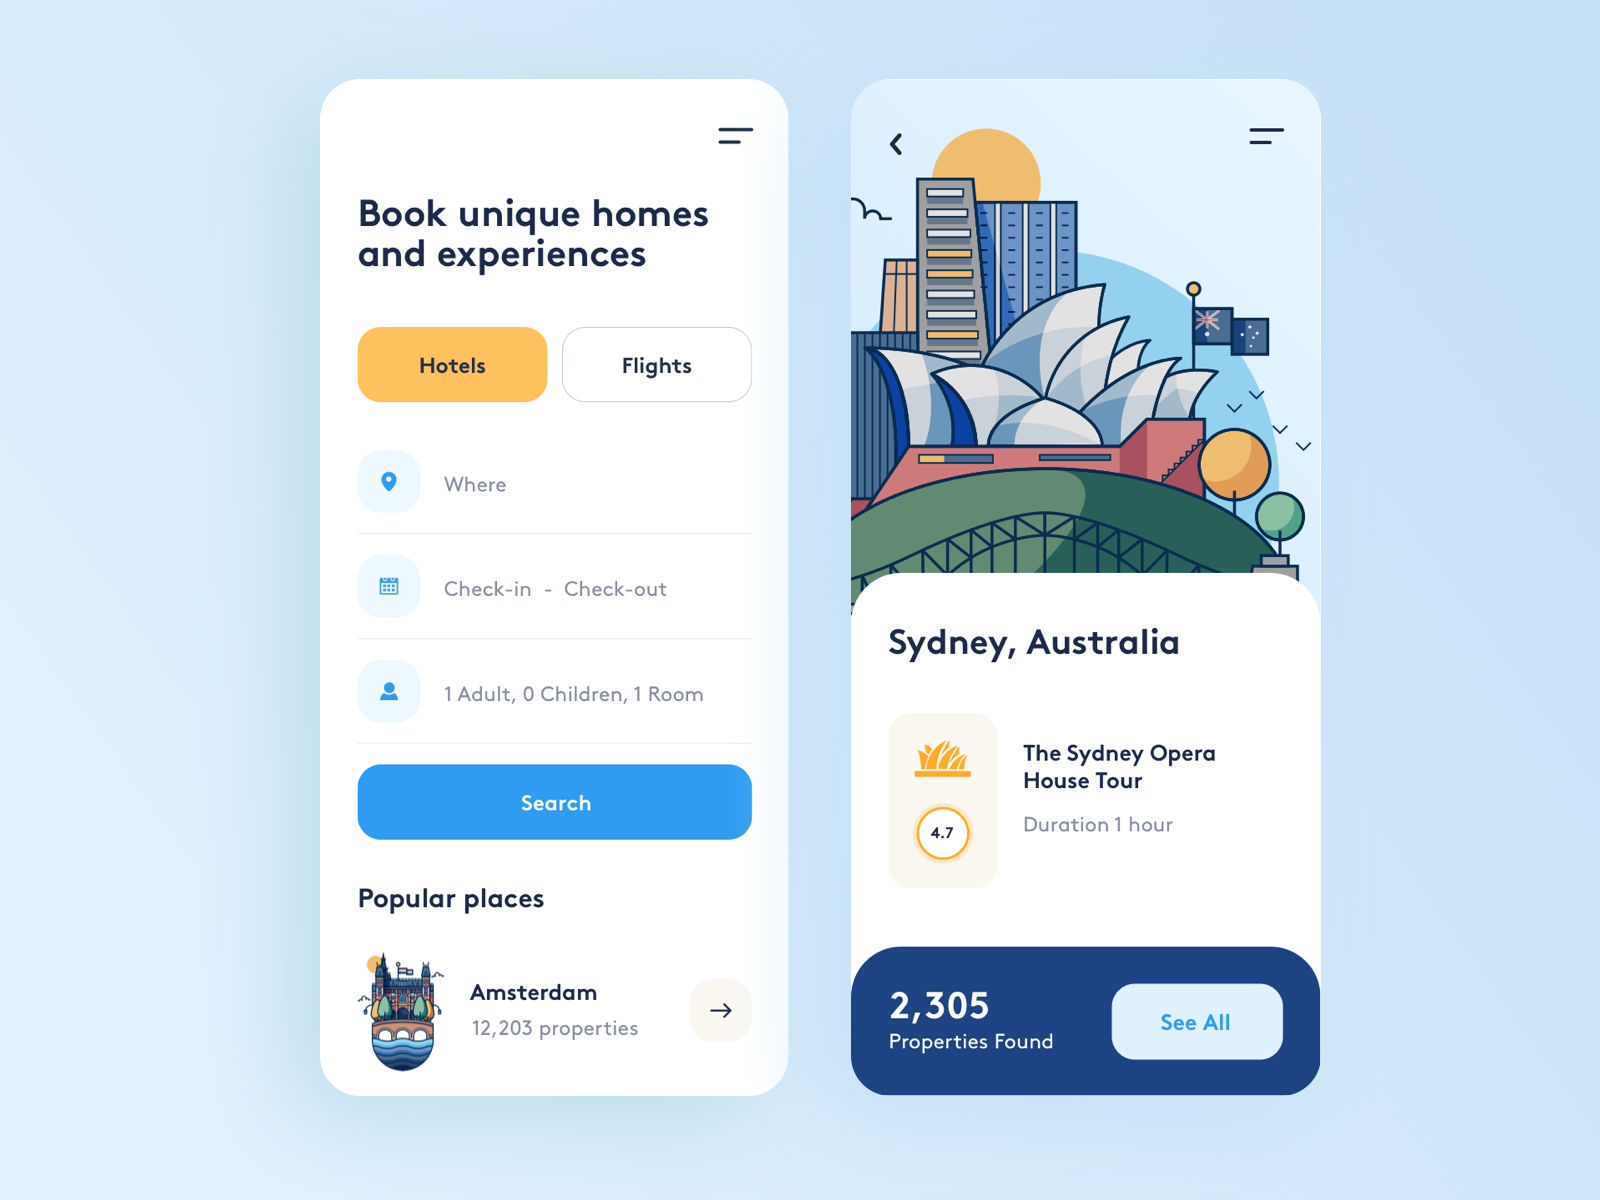 Book unique homes
and experiences
Hotels
Flights
Where
Check-in - Check-out
1 Adult, 0 Children, 1 Room
Search
Popular places
Amsterdam
12,203 properties
Sydney, Australia
The Sydney Opera
House Tour
4.7
Duration 1 hour
2,305
Properties Found
See All